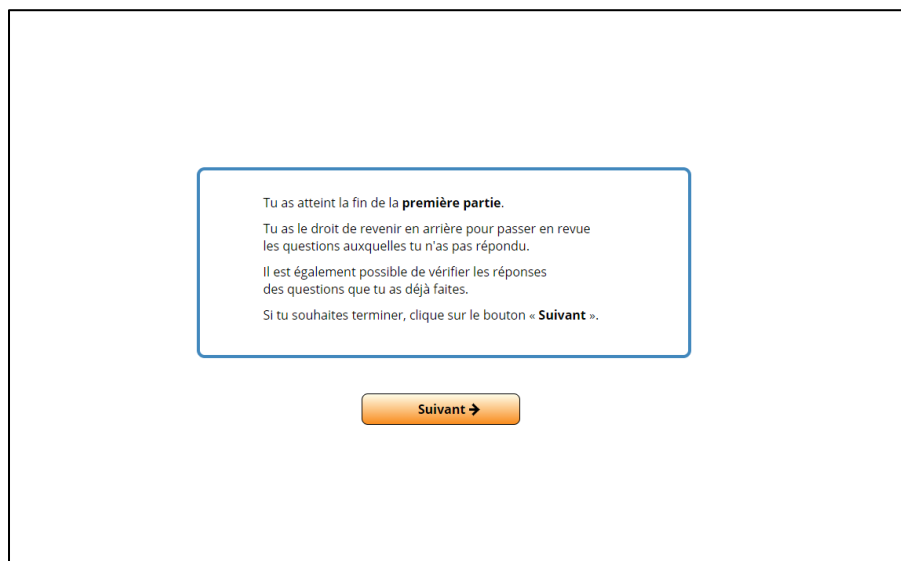 Tu as atteint la fin de la première partie.
Tu as le droit de revenir en arrière pour passer en revue
les questions auxquelles tu n'as pas répondu.
Il est également possible de vérifier les réponses
des questions que tu as déjà faites.
Si tu souhaites terminer, clique sur le bouton « Suivant ».
Suivant →